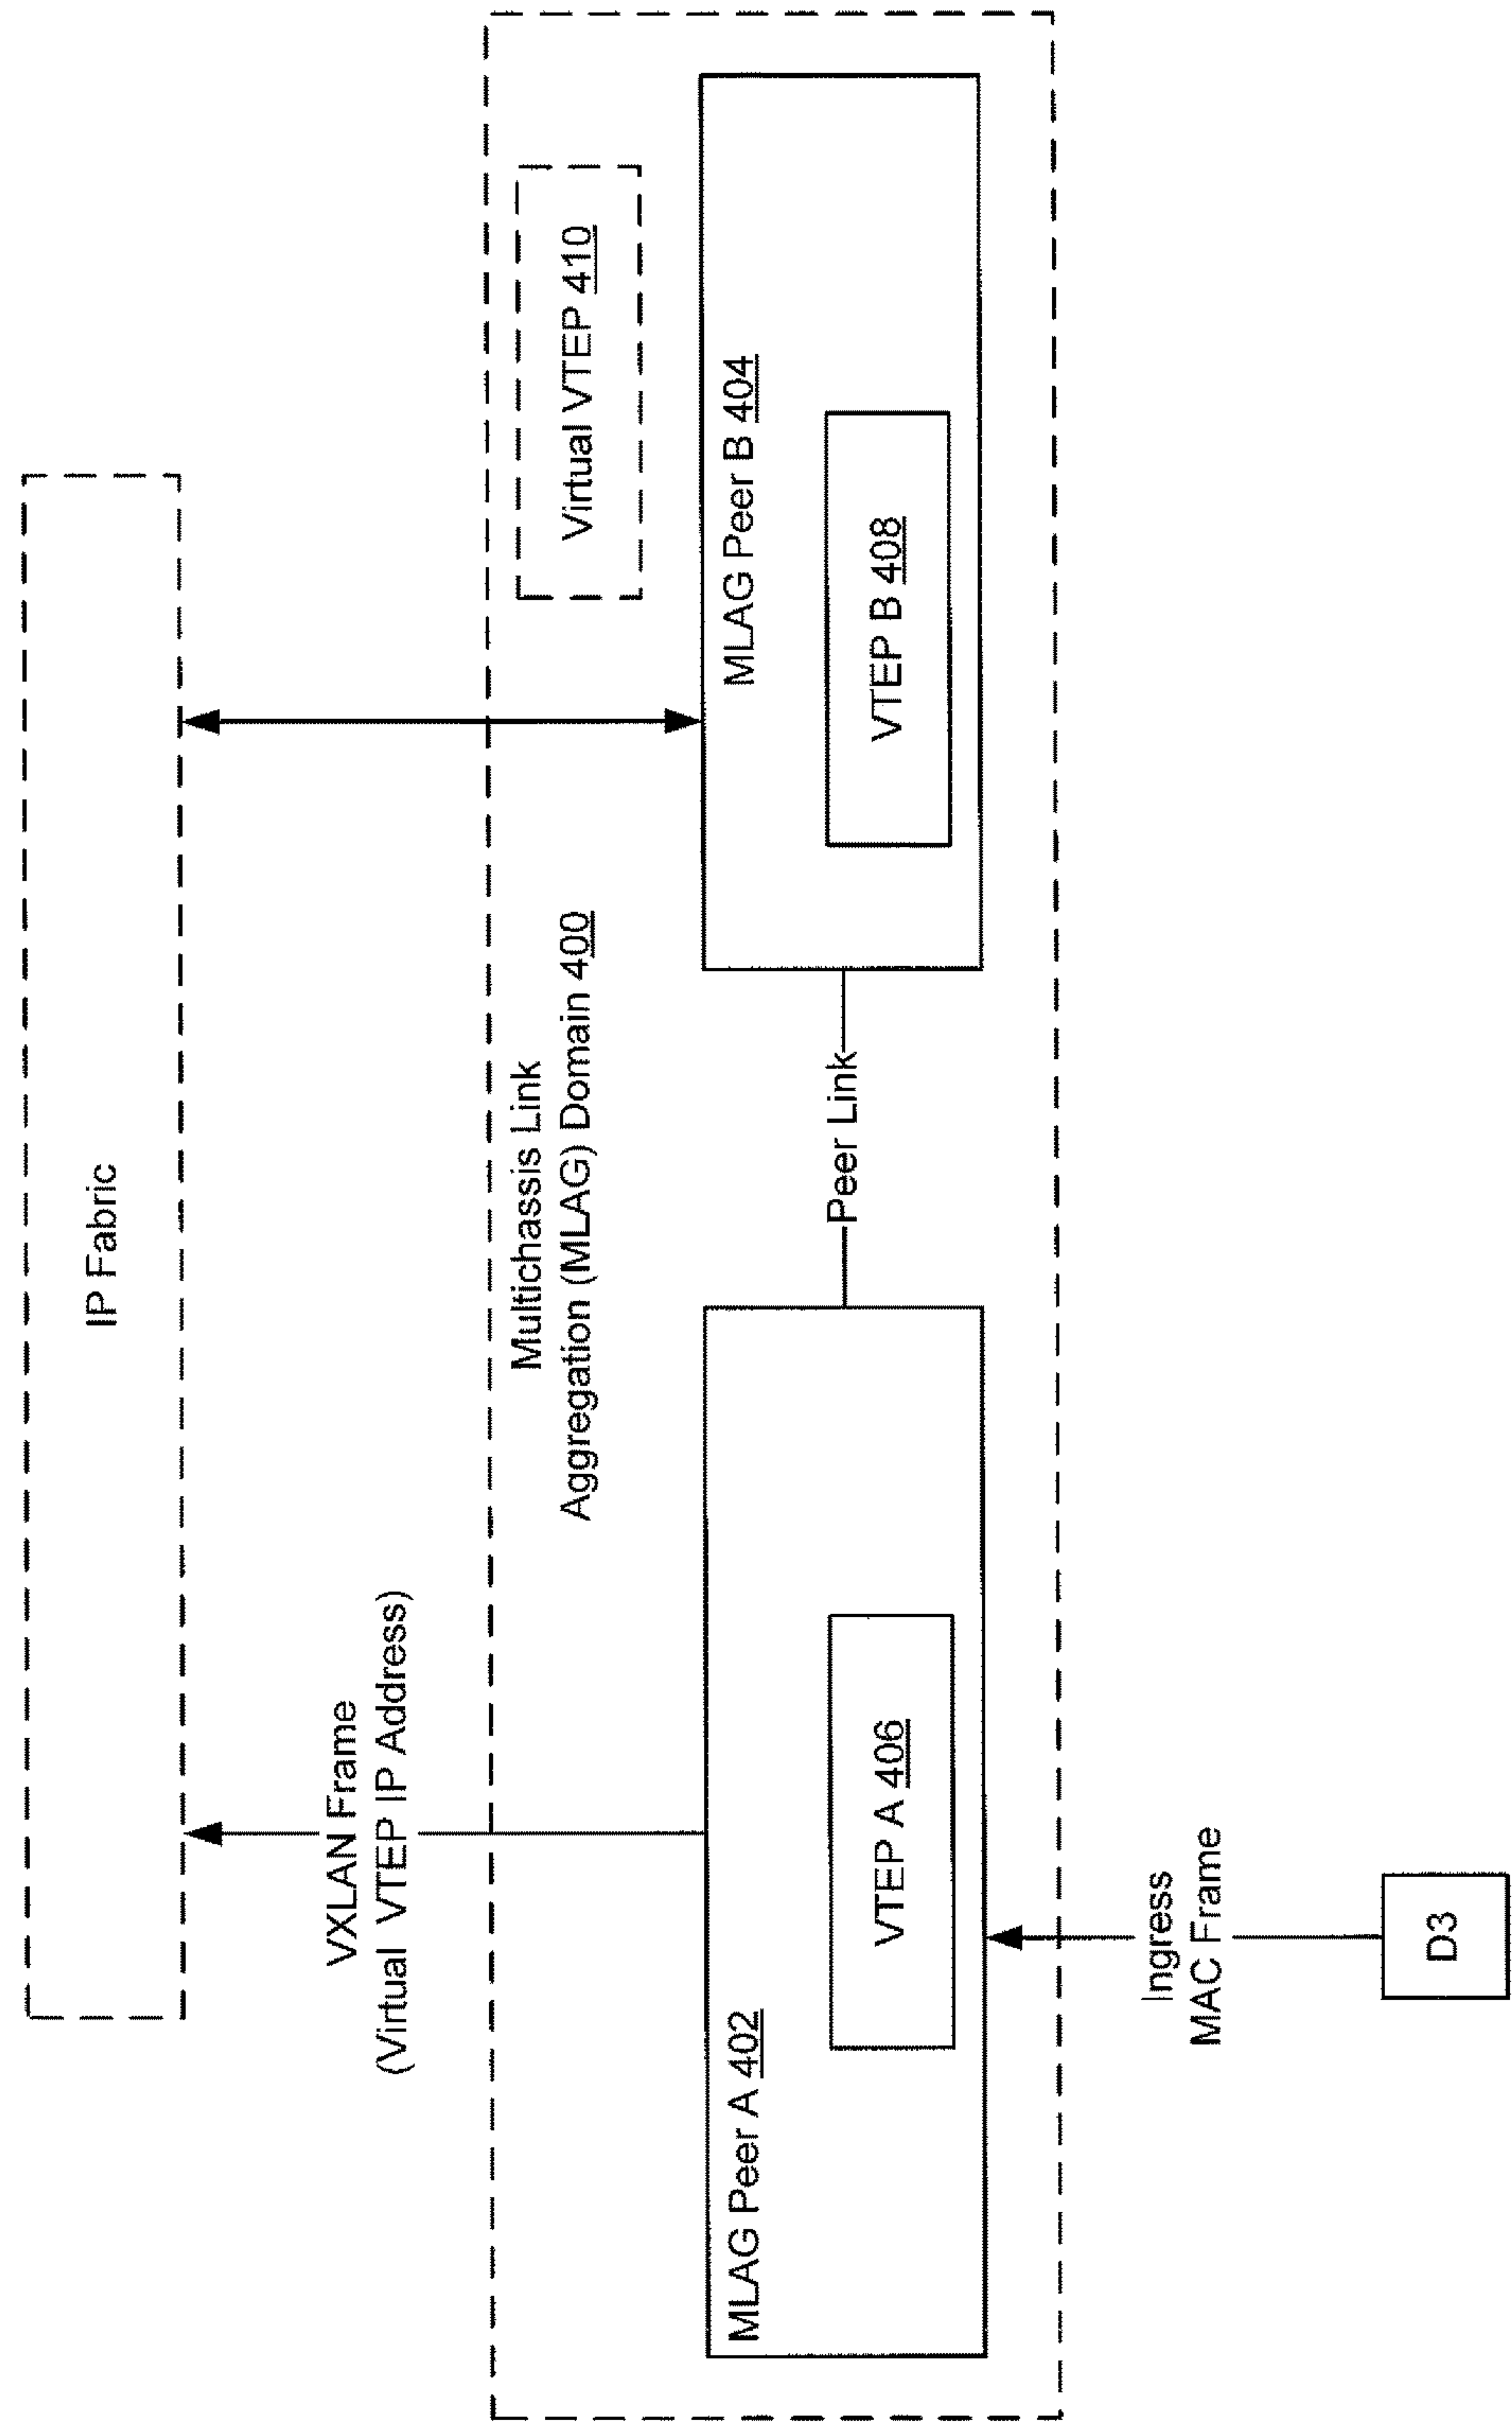 IP Fabric
VXLAN Frame
(Virtual VTEP IP Address)
Multichassis Link
Aggregation (MLAG) Domain 400
Virtual VTEP 410
MLAG Peer A 402
VTEP A 406
Peer Link
MLAG Peer B 404
VTEP B 408
Ingress
MAC Frame
D3